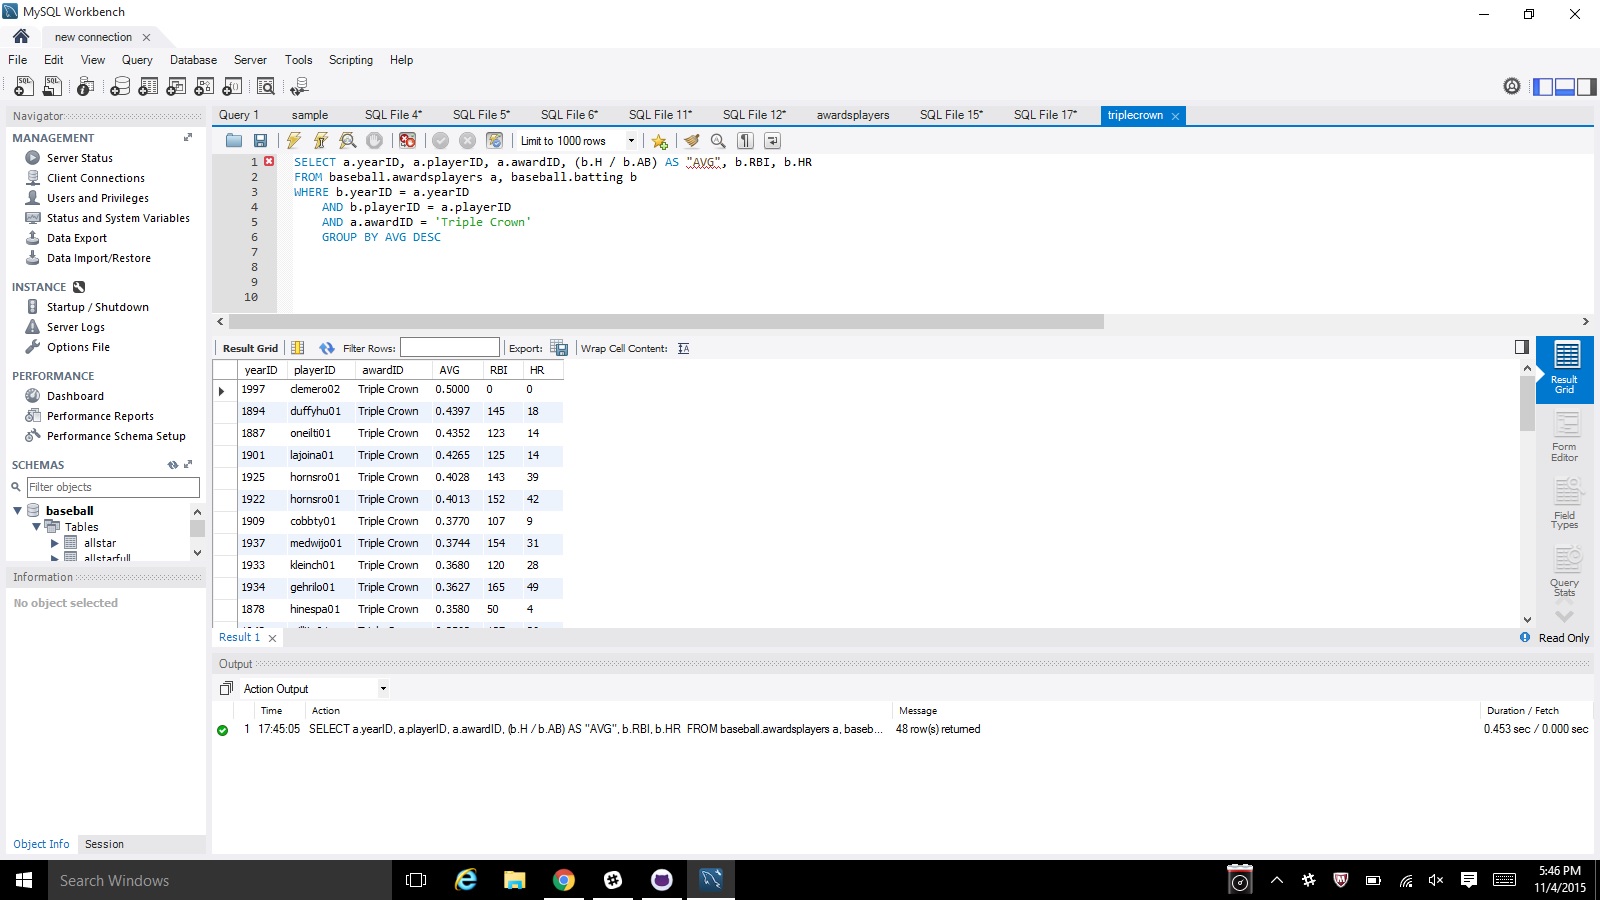 MySQL Workbench
new connection
File Edit View Query Database Server Tools Scripting Help
Navigator
MANAGEMENT
Server Status
Client Connections
Users and Privileges
Status and System Variables
Data Export
Data Import/Restore
INSTANCE
Startup / Shutdown
Server Logs
Options File
PERFORMANCE
Dashboard
Performance Reports
Performance Schema Setup
SCHEMAS
Filter objects
baseball
Tables
allstar
allstarfull
Information
No object selected
Object Info Session
Query 1 sample SQL File 4* SQL File 5* SQL File 6* SQL File 11* SQL File 12* awardsplayers SQL File 15* SQL File 17* triplecrown
Limit to 1000 rows
1 SELECT a.yearID, a.playerID, a.awardID, (b.H / b.AB) AS "AVG", b.RBI, b.HR
2 FROM baseball.awardsplayers a, baseball.batting b
3 WHERE b.yearID = a.yearID
4 AND b.playerID = a.playerID
5 AND a.awardID = 'Triple Crown'
6 GROUP BY AVG DESC
7
8
9
10
Result Grid Filter Rows: Export: Wrap Cell Content:
yearID playerID awardID AVG RBI HR
1997 clemero02 Triple Crown 0.5000 0 0
1894 duffyhu01 Triple Crown 0.4397 145 18
1887 oneilti01 Triple Crown 0.4352 123 14
1901 lajoina01 Triple Crown 0.4265 125 14
1925 hornsro01 Triple Crown 0.4028 143 39
1922 hornsro01 Triple Crown 0.4013 152 42
1909 cobbty01 Triple Crown 0.3770 107 9
1937 medwijo01 Triple Crown 0.3744 154 31
1933 kleinch01 Triple Crown 0.3680 120 28
1934 gehrilo01 Triple Crown 0.3627 165 49
1878 hinespa01 Triple Crown 0.3580 50 4
Result Grid
Form Editor
Field Types
Query Stats
Result 1
Read Only
Output
Action Output
Time Action Message Duration / Fetch
1 17:45:05 SELECT a.yearID, a.playerID, a.awardID, (b.H / b.AB) AS "AVG", b.RBI, b.HR FROM baseball.awardsplayers a, baseb... 48 row(s) returned 0.453 sec / 0.000 sec
Search Windows
5:46 PM
11/4/2015